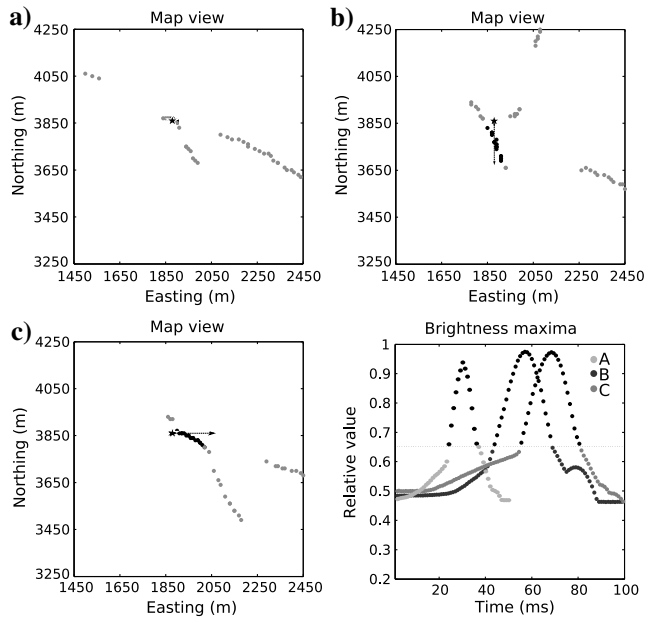 a)
Map view
4250
4050
3850
3650
3450
3250
Northing (m)
1450 1650 1850 2050 2250 2450
Easting (m)
b)
Map view
4250
4050
3850
3650
3450
3250
Northing (m)
1450 1650 1850 2050 2250 2450
Easting (m)
c)
Map view
4250
4050
3850
3650
3450
3250
Northing (m)
1450 1650 1850 2050 2250 2450
Easting (m)
Brightness maxima
1
0.9
0.8
0.7
0.6
0.5
0.4
0.3
0.2
Relative value
A
B
C
20 40 60 80 100
Time (ms)